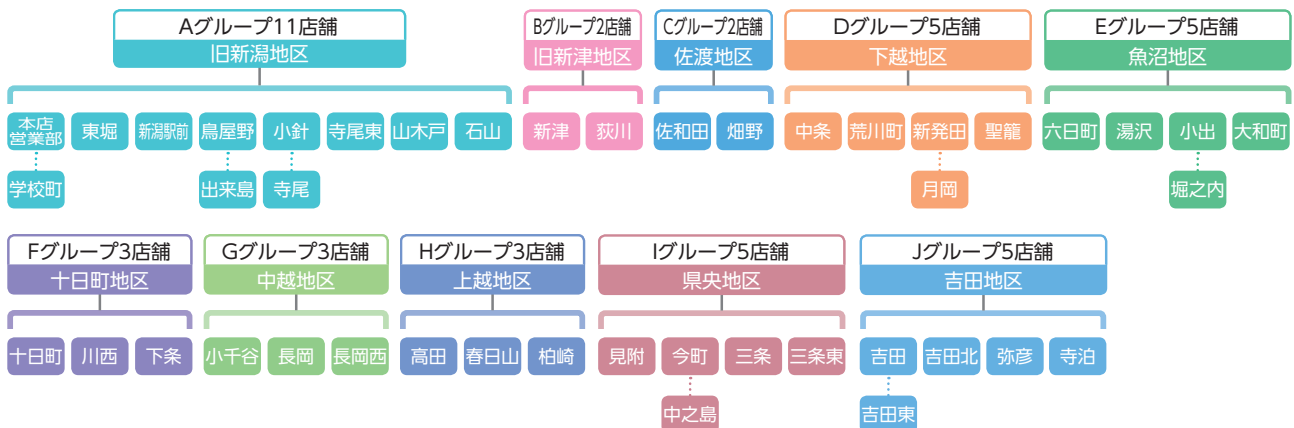 Aグループ11店舗
旧新潟地区
本店
営業部
東堀
新潟駅前
鳥屋野
小針
寺尾東
山木戸
石山
学校町
出来島
寺尾
Bグループ2店舗
旧新津地区
新津
荻川
Cグループ2店舗
佐渡地区
佐和田
畑野
Dグループ5店舗
下越地区
中条
荒川町
新発田
聖籠
月岡
Eグループ5店舗
魚沼地区
六日町
湯沢
小出
大和町
堀之内
Fグループ3店舗
十日町地区
十日町
川西
下条
Gグループ3店舗
中越地区
小千谷
長岡
長岡西
Hグループ3店舗
上越地区
高田
春日山
柏崎
Iグループ5店舗
県央地区
見附
今町
三条
三条東
中之島
Jグループ5店舗
吉田地区
吉田
吉田北
弥彦
寺泊
吉田東